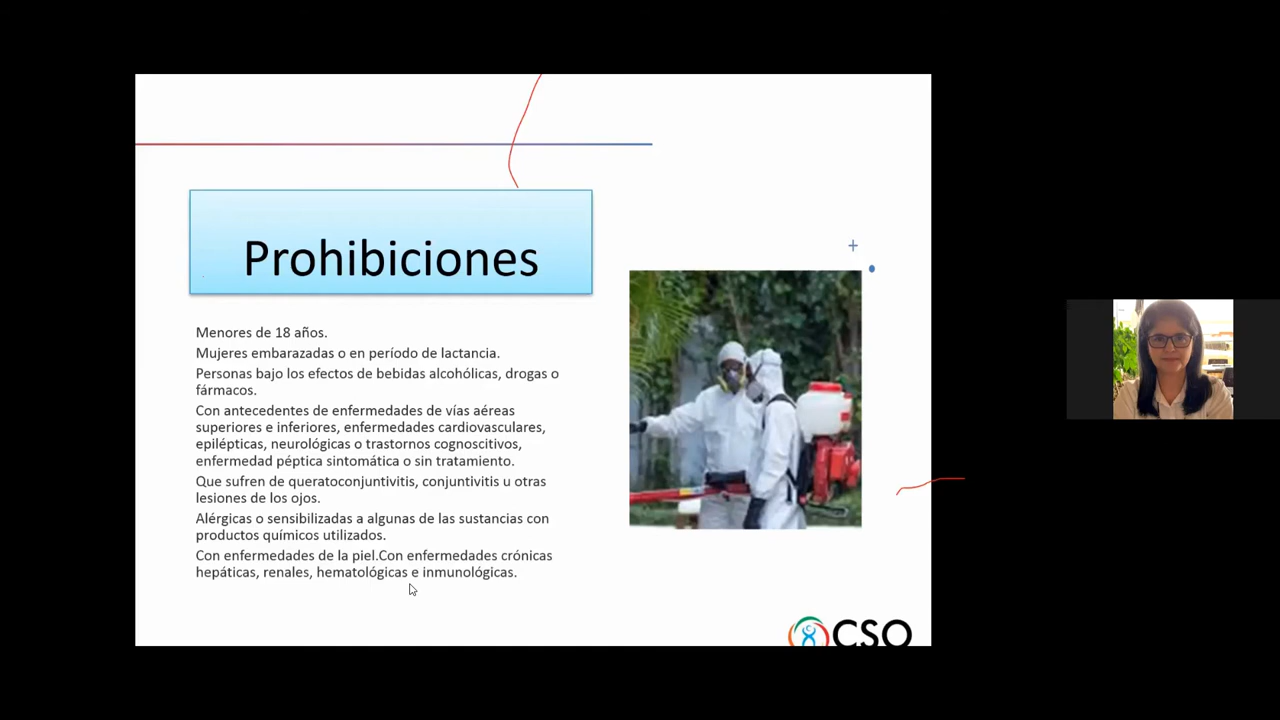 Prohibiciones
Menores de 18 años.
Mujeres embarazadas o en período de lactancia.
Personas bajo los efectos de bebidas alcohólicas, drogas o
fármacos.
Con antecedentes de enfermedades de vías aéreas
superiores e inferiores, enfermedades cardiovasculares,
epilépticas, neurológicas o trastornos cognoscitivos,
enfermedad péptica sintomática o sin tratamiento.
Que sufren de queratoconjuntivitis, conjuntivitis u otras
lesiones de los ojos.
Alérgicas o sensibilizadas a algunas de las sustancias con
productos químicos utilizados.
Con enfermedades de la piel.Con enfermedades crónicas
hepáticas, renales, hematológicas e inmunológicas.
CSO